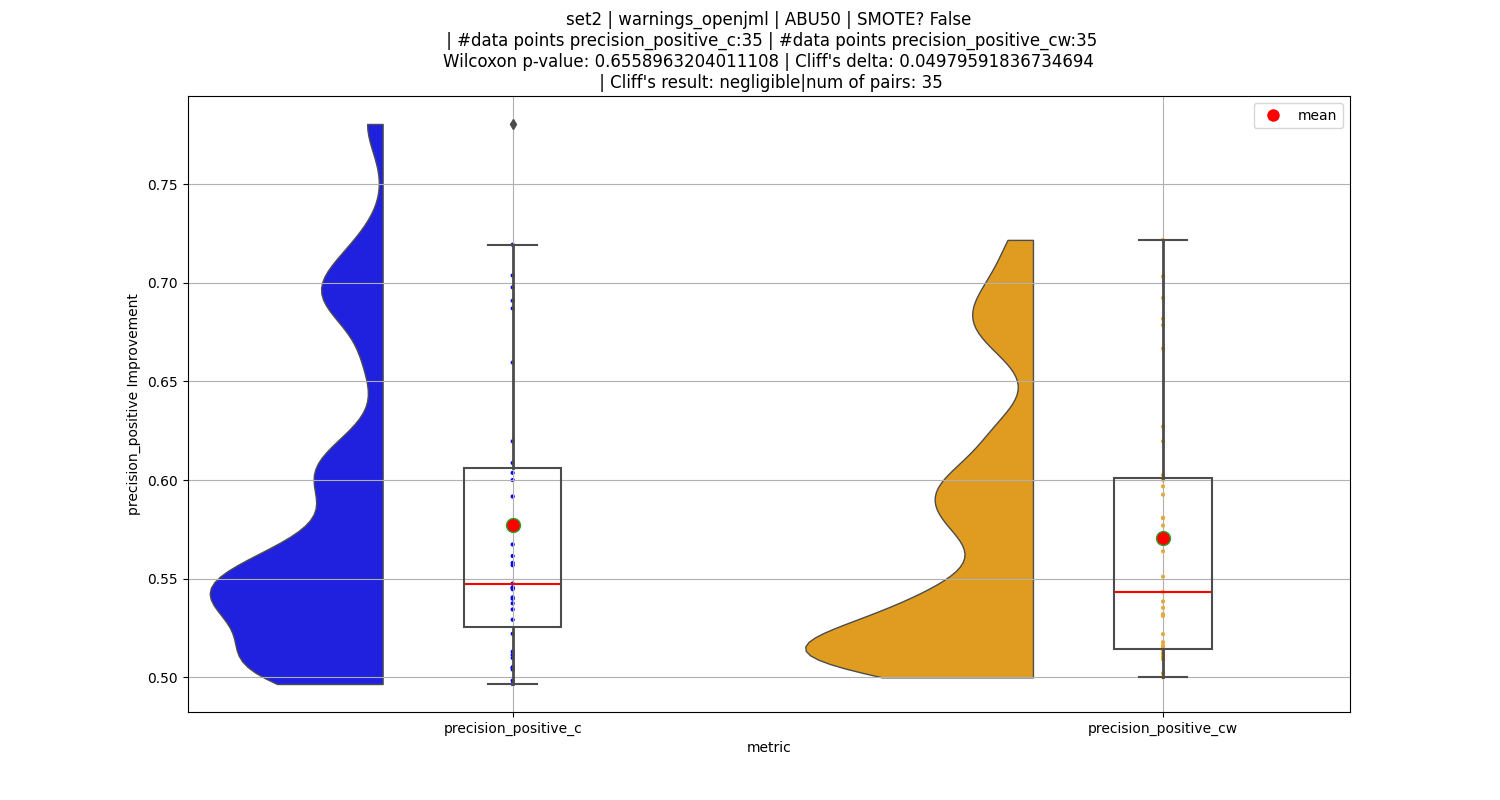 set2 | warnings_openjml | ABU50 | SMOTE? False
| #data points precision_positive_c:35 | #data points precision_positive_cw:35
Wilcoxon p-value: 0.6558963204011108 | Cliff's delta: 0.04979591836734694
| Cliff's result: negligible|num of pairs: 35
mean
precision_positive Improvement
0.75
0.70
0.65
0.60
0.55
0.50
precision_positive_c
precision_positive_cw
metric